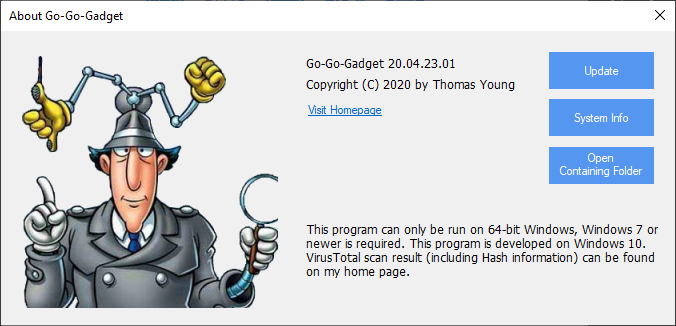 About Go-Go-Gadget
Go-Go-Gadget 20.04.23.01
Copyright (C) 2020 by Thomas Young
Visit Homepage
Update
System Info
Open
Containing Folder
This program can only be run on 64-bit Windows, Windows 7 or
newer is required. This program is developed on Windows 10.
VirusTotal scan result (including Hash information) can be found
on my home page.